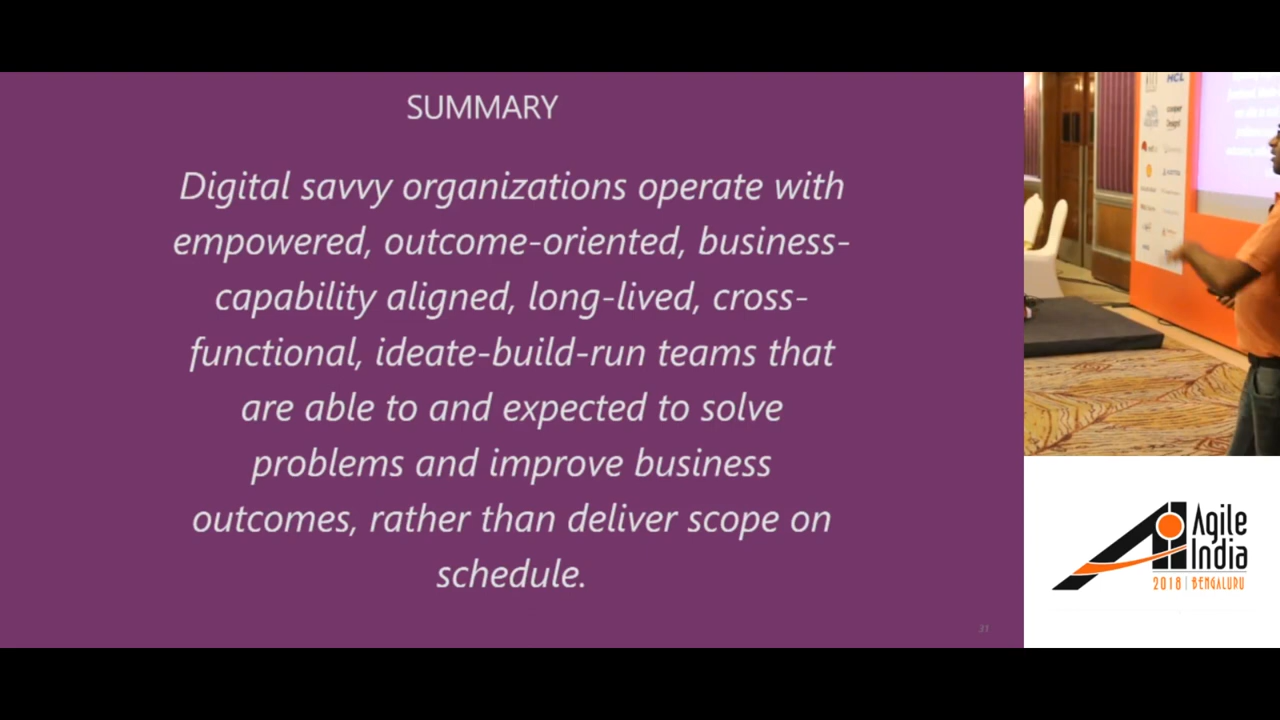 SUMMARY
Digital savvy organizations operate with
empowered, outcome-oriented, business-
capability aligned, long-lived, cross-
functional, ideate-build-run teams that
are able to and expected to solve
problems and improve business
outcomes, rather than deliver scope on
schedule.
31
HCL
Agile
India
2018 | BENGALURU